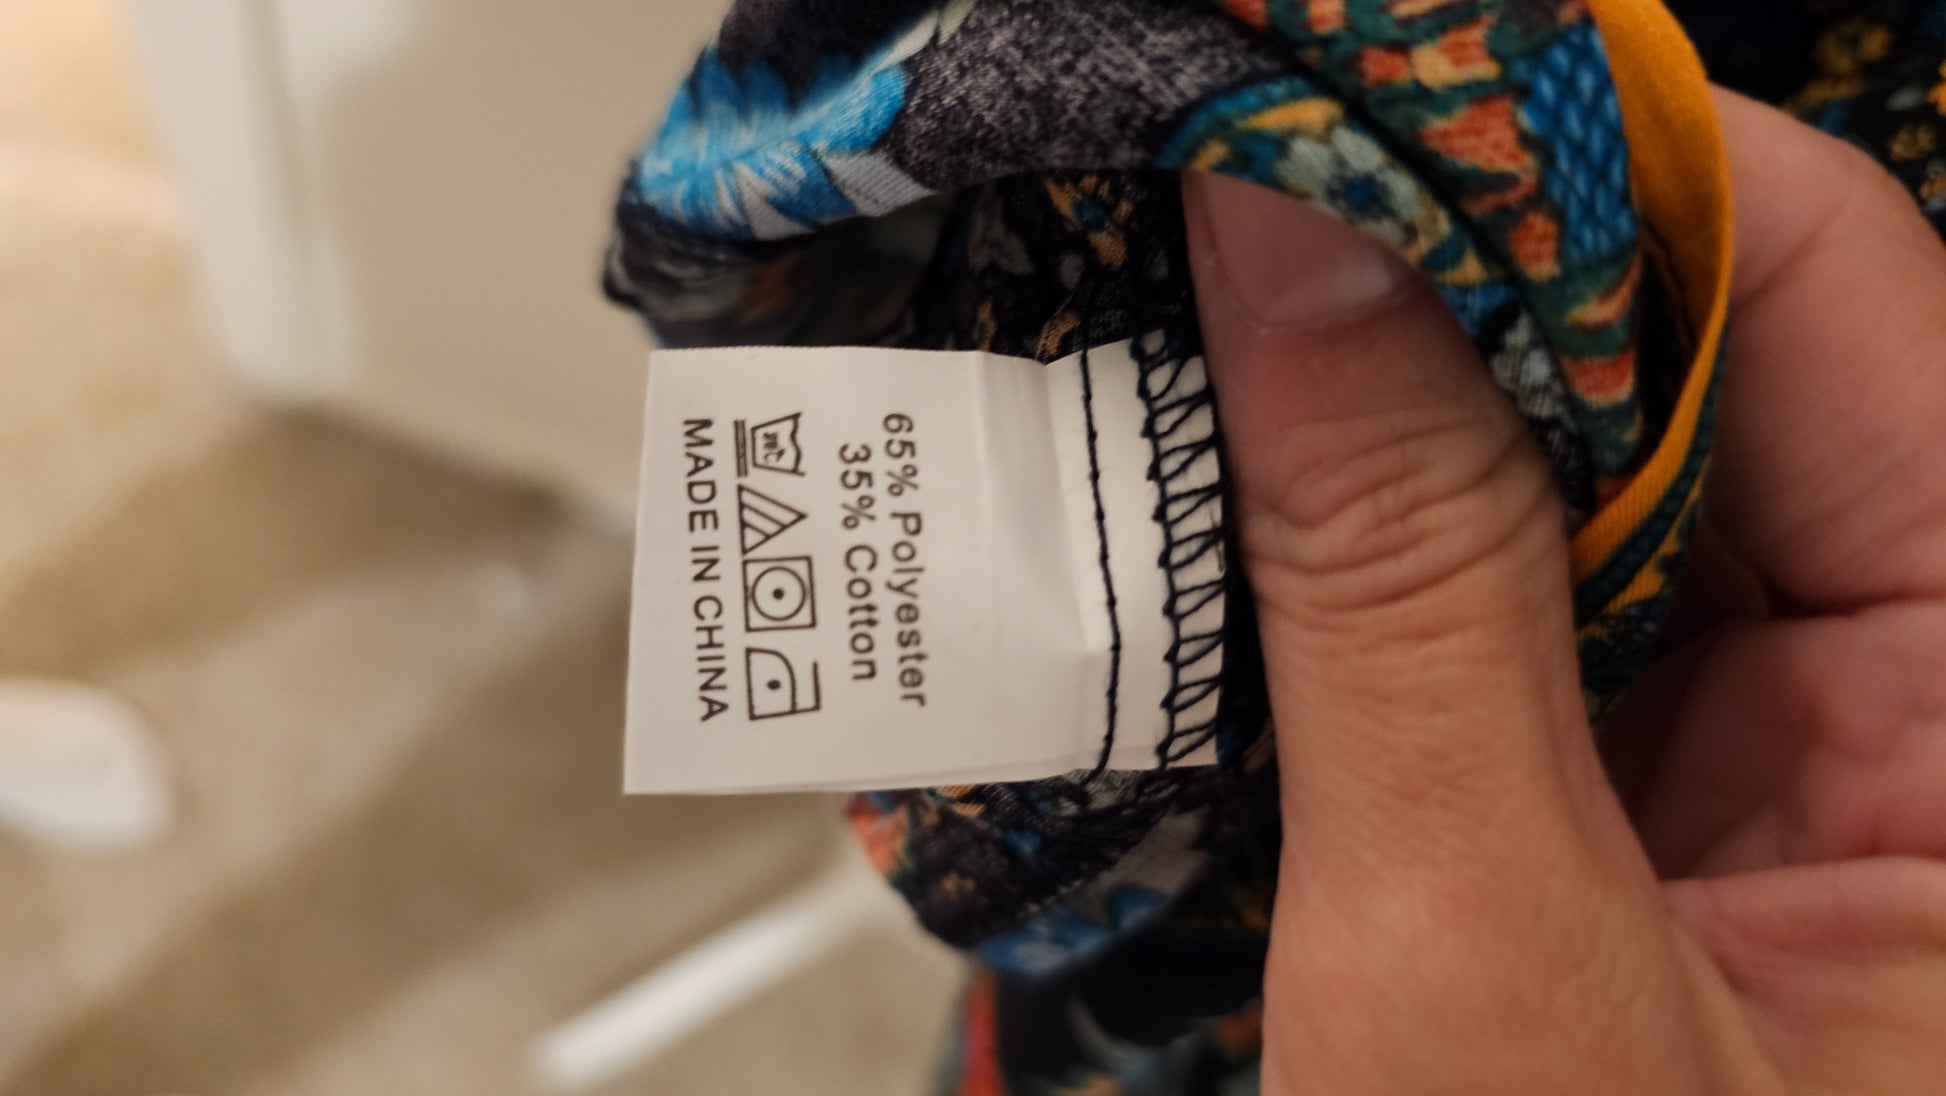 65% Polyester
35% Cotton
MADE IN CHINA